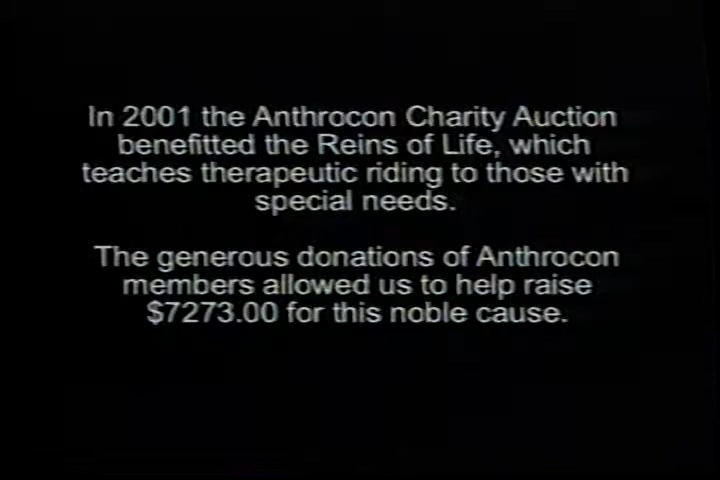 In 2001 the Anthrocon Charity Auction
benefitted the Reins of Life, which
teaches therapeutic riding to those with
special needs.
The generous donations of Anthrocon
members allowed us to help raise
$7273.00 for this noble cause.